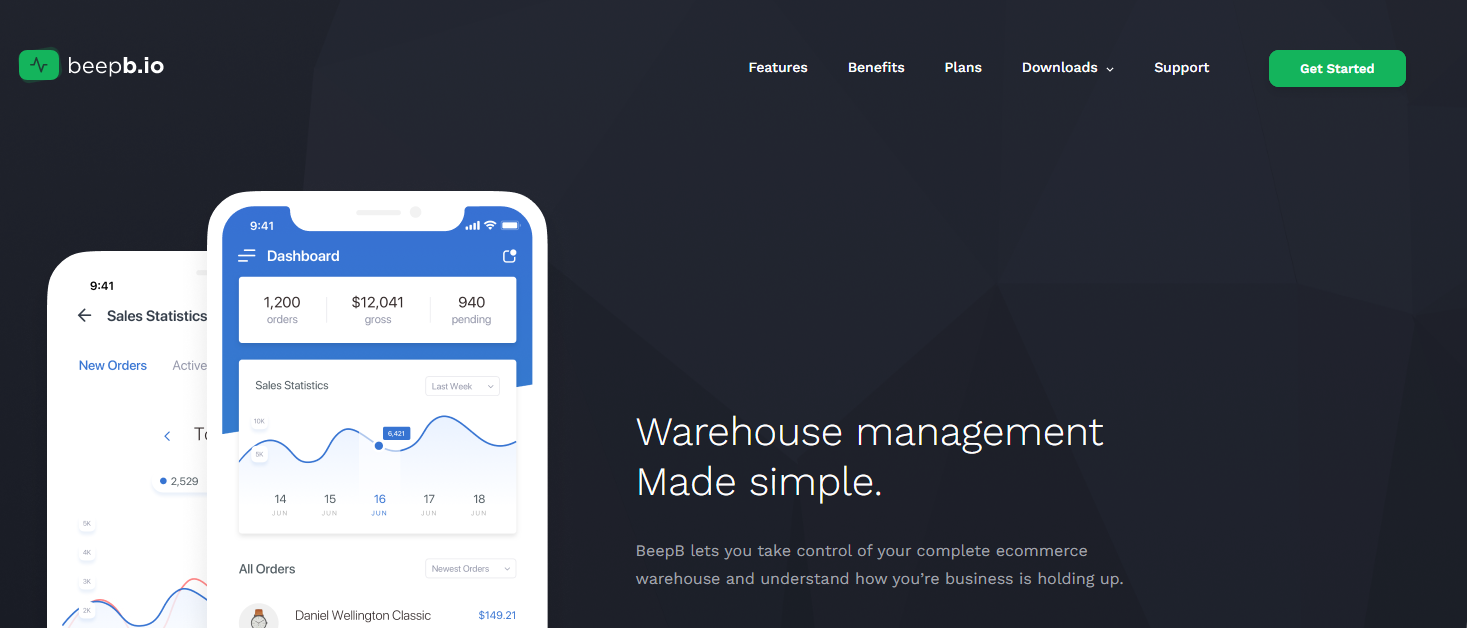 beepb.io
Features Benefits Plans Downloads Support Get Started
9:41
Sales Statistics
New Orders Active
2,529
5K
4K
3K
2K
9:41
Dashboard
1,200 $12,041 940
orders gross pending
Sales Statistics Last Week
10K
6,421
5K
14 15 16 17 18
JUN JUN JUN JUN JUN
All Orders Newest Orders
Daniel Wellington Classic $149.21
Warehouse management
Made simple.
BeepB lets you take control of your complete ecommerce
warehouse and understand how you’re business is holding up.